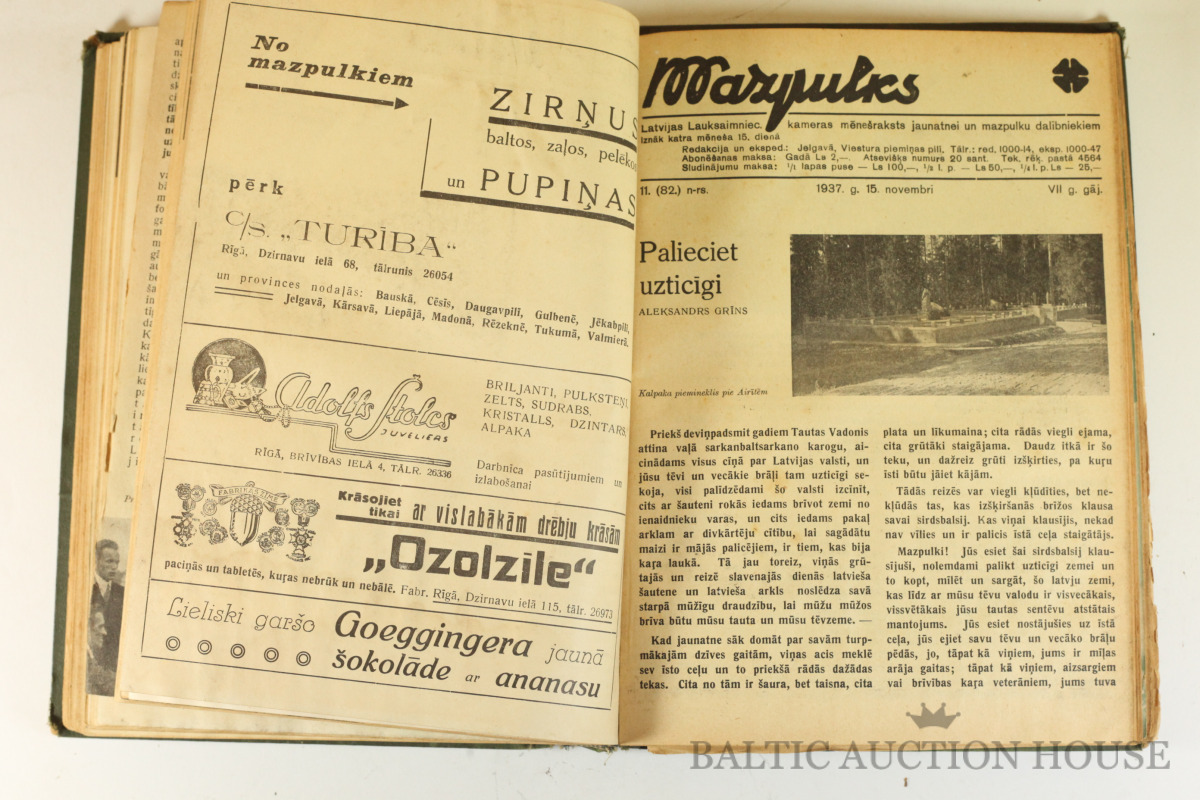 No
mazpulkiem
ZIRŅUS
baltos, zaļos, pelēkos
un PUPIŅAS
pērk
c/s. „TURĪBA“
Rīgā, Dzirnavu ielā 68, tālrunis 26054
un provinces nodaļās: Bauskā, Cēsīs, Daugavpilī, Gulbenē, Jēkabpilī,
Jelgavā, Kārsavā, Liepājā, Madonā, Rēzeknē, Tukumā, Valmierā.
Adolfs Štolcs
JUVELIERS
RĪGĀ, BRĪVĪBAS IELĀ 4, TĀLR. 26336
BRILJANTI, PULKSTEŅI,
ZELTS, SUDRABS,
KRISTALLS, DZINTARS,
ALPAKA
Darbnīca pasūtījumiem un
izlabošanai
FABRIKAS ZĪME
Krāsojiet
tikai ar vislabākām drēbju krāsām
„Ozolzīle“
paciņās un tabletēs, kuŗas nebrūk un nebālē. Fabr. Rīgā, Dzirnavu ielā 115, tālr. 26973
Lieliski garšo Goeggingera jaunā
šokolāde ar ananasu
Mazpulks
Latvijas Lauksaimniec. kameras mēnešraksts jaunatnei un mazpulku dalībniekiem
Iznāk katra mēneša 15. dienā
Redakcija un eksped.: Jelgavā, Viestura piemiņas pilī, Tālr.: red. 1000-14, eksp. 1000-47
Abonēšanas maksa: Gadā Ls 2,—. Atsevišķs numurs 20 sant. Tek. rēķ. pastā 4564
Sludinājumu maksa: 1/1 lapas puse — Ls 100,—, 1/2 l. p. — Ls 50,—, 1/4 l. p. Ls — 25,—
11. (82.) n-rs.
1937. g. 15. novembri
VII g. gāj.
Palieciet
uzticīgi
ALEKSANDRS GRĪNS
Kalpaka piemineklis pie Airītēm
Priekš deviņpadsmit gadiem Tautas Vadonis
attina vaļā sarkanbaltsarkano karogu, ai-
cinādams visus cīņā par Latvijas valsti, un
jūsu tēvi un vecākie brāļi tam uzticīgi se-
koja, visi palīdzēdami šo valsti izcīnīt,
cits ar šauteni rokās iedams brīvot zemi no
ienaidnieku varas, un cits iedams pakaļ
arklam ar divkārtēju cītību, lai sagādātu
maizi ir mājās palicējiem, ir tiem, kas bija
kaŗa laukā. Tā jau toreiz, viņās grū-
tajās un reizē slavenajās dienās latvieša
šautene un latvieša arkls noslēdza savā
starpā mūžīgu draudzību, lai mūžu mūžos
brīva būtu mūsu tauta un mūsu tēvzeme. —
Kad jaunatne sāk domāt par savām turp-
mākajām dzīves gaitām, viņas acis meklē
sev īsto ceļu un to priekšā rādās dažādas
tekas. Cita no tām ir šaura, bet taisna, cita
plata un līkumaina; cita rādās viegli ejama,
cita grūtāki staigājama. Daudz itkā ir šo
teku, un dažreiz grūti izšķirties, pa kuŗu
īsti būtu jāiet kājām.
Tādās reizēs var viegli kļūdīties, bet ne-
kļūdās tas, kas izšķiršanās brīžos klausa
savai sirdsbalsij. Kas viņai klausījis, nekad
nav vīlies un ir palicis īstā ceļa staigātājs.
Mazpulki! Jūs esiet šai sirdsbalsij klau-
sījuši, nolemdami palikt uzticīgi zemei un
to kopt, mīlēt un sargāt, šo latvju zemi,
kas līdz ar mūsu tēvu valodu ir visvecākais,
vissvētākais jūsu tautas sentēvu atstātais
mantojums. Jūs esiet nostājušies uz īstā
ceļa, jūs ejiet savu tēvu un vecāko brāļu
pēdās, jo, tāpat kā viņiem, jums ir mīļas
arāja gaitas; tāpat kā viņiem, aizsargiem
vai brīvības kaŗa veterāniem, jums tuva
BALTIC AUCTION HOUSE